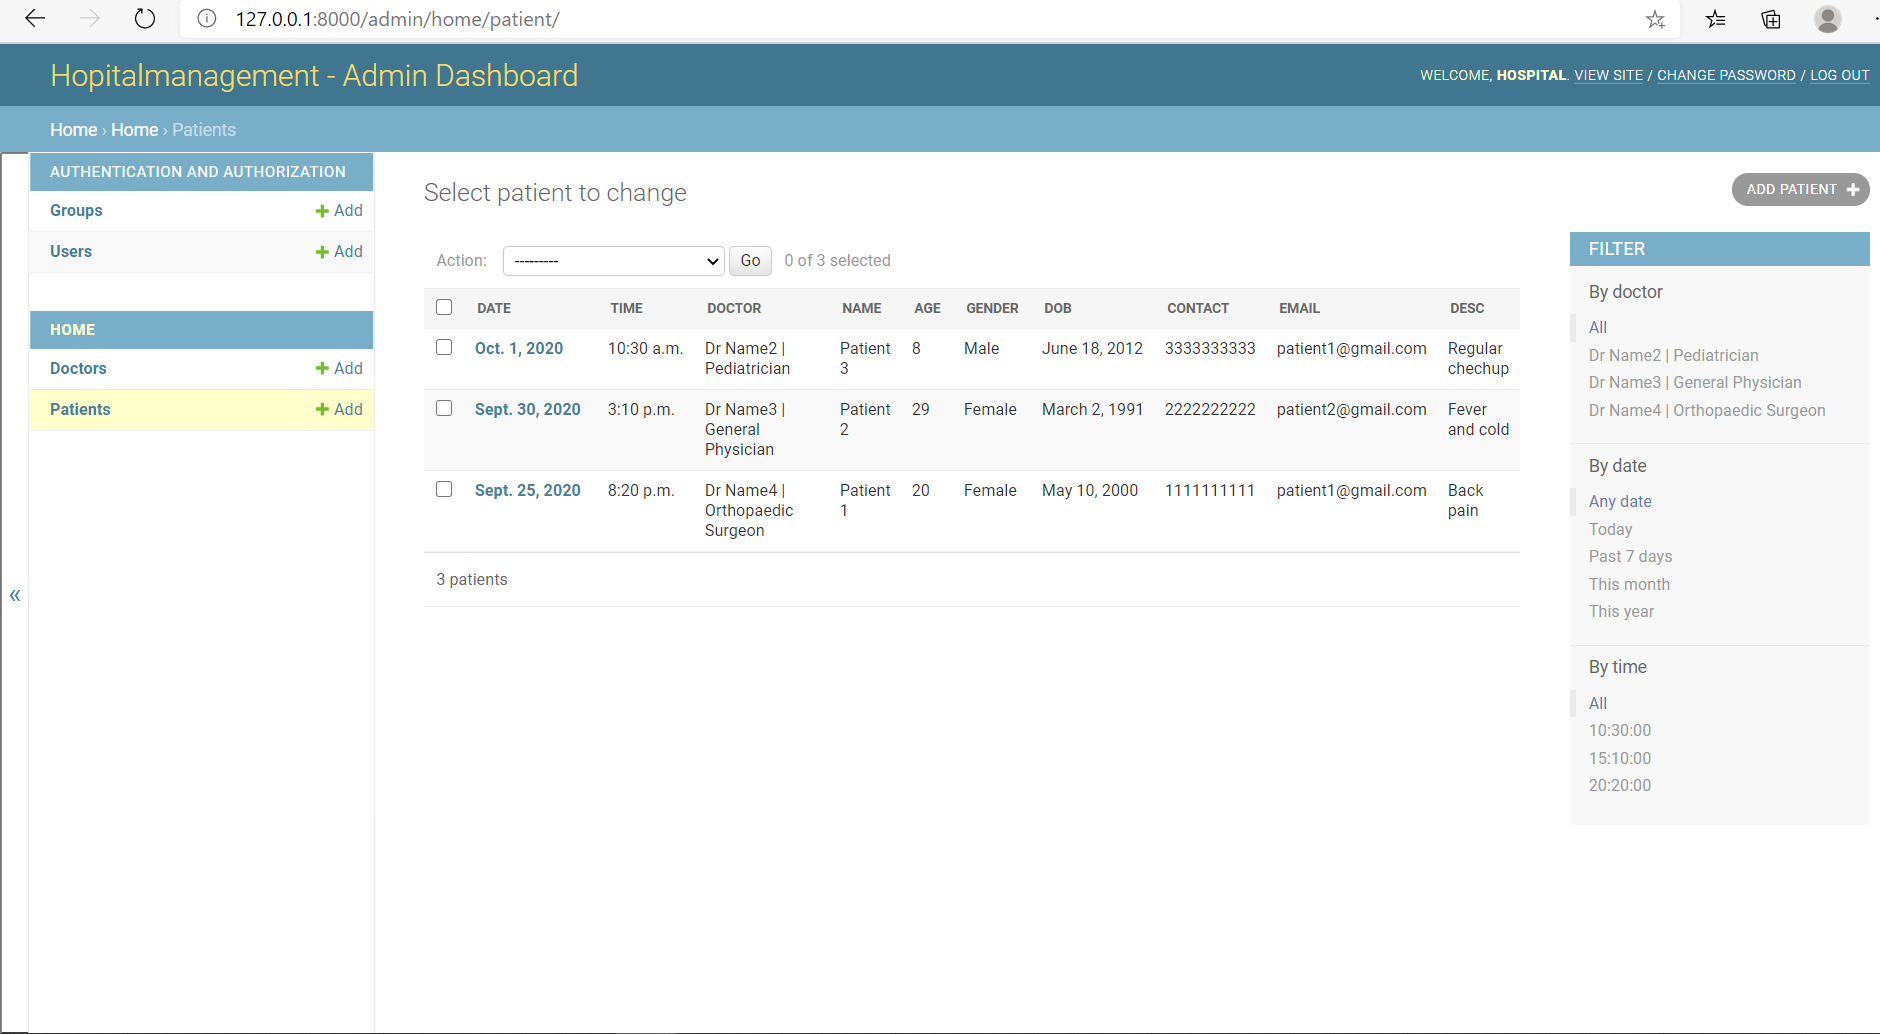 127.0.0.1:8000/admin/home/patient/
Hopitalmanagement - Admin Dashboard
WELCOME, HOSPITAL. VIEW SITE / CHANGE PASSWORD / LOG OUT
Home › Home › Patients
AUTHENTICATION AND AUTHORIZATION
Groups + Add
Users + Add
HOME
Doctors + Add
Patients + Add
«
Select patient to change
ADD PATIENT +
Action: --------- Go 0 of 3 selected
DATE TIME DOCTOR NAME AGE GENDER DOB CONTACT EMAIL DESC
Oct. 1, 2020 10:30 a.m. Dr Name2 | Patient 8 Male June 18, 2012 3333333333 patient1@gmail.com Regular
Pediatrician 3 chechup
Sept. 30, 2020 3:10 p.m. Dr Name3 | Patient 29 Female March 2, 1991 2222222222 patient2@gmail.com Fever
General 2 and cold
Physician
Sept. 25, 2020 8:20 p.m. Dr Name4 | Patient 20 Female May 10, 2000 1111111111 patient1@gmail.com Back
Orthopaedic 1 pain
Surgeon
3 patients
FILTER
By doctor
All
Dr Name2 | Pediatrician
Dr Name3 | General Physician
Dr Name4 | Orthopaedic Surgeon
By date
Any date
Today
Past 7 days
This month
This year
By time
All
10:30:00
15:10:00
20:20:00